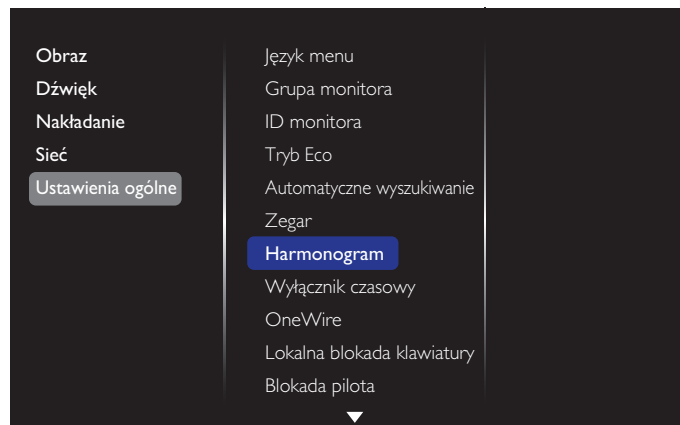 Obraz
Dźwięk
Nakładanie
Sieć
Ustawienia ogólne
Język menu
Grupa monitora
ID monitora
Tryb Eco
Automatyczne wyszukiwanie
Zegar
Harmonogram
Wyłącznik czasowy
OneWire
Lokalna blokada klawiatury
Blokada pilota